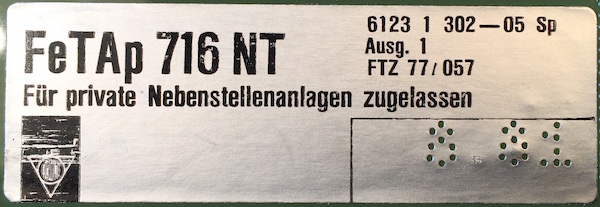 FeTAp 716 NT
6123 1 302—05 Sp
Ausg. 1
FTZ 77/057
Für private Nebenstellenanlagen zugelassen